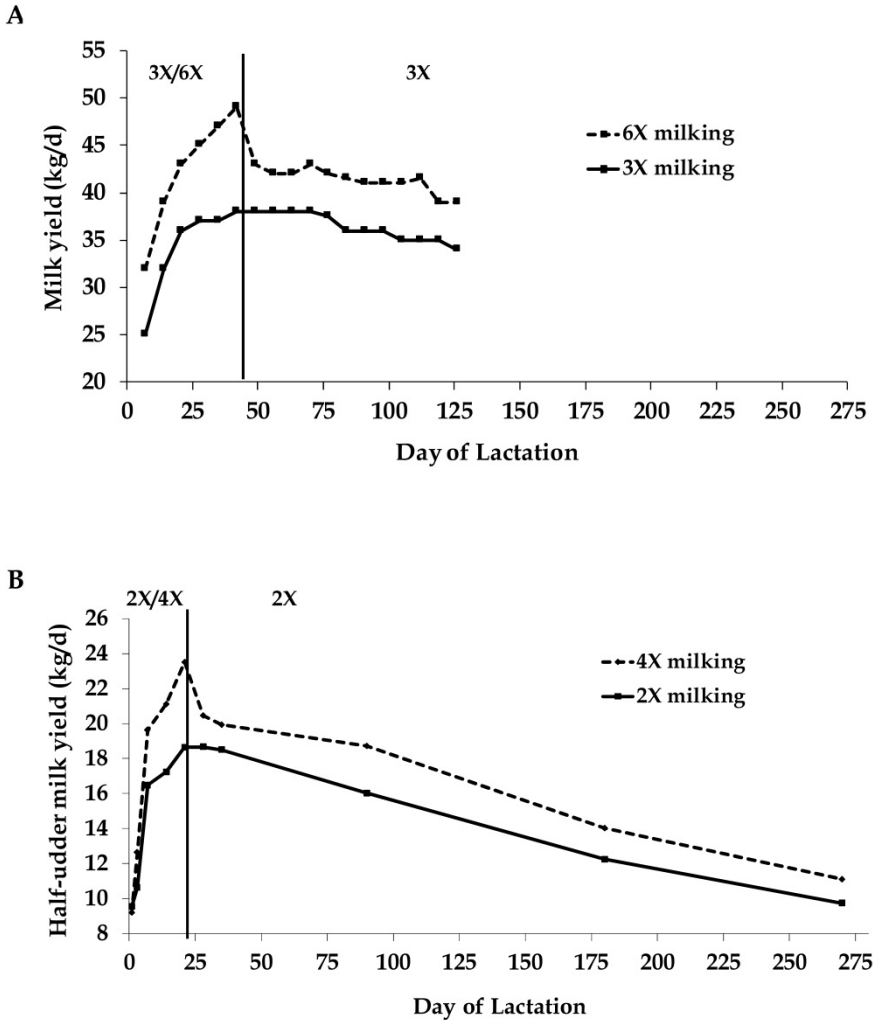 A
3X/6X 3X
Milk yield (kg/d)
55
50
45
40
35
30
25
20
6X milking
3X milking
0 25 50 75 100 125 150 175 200 225 250 275
Day of Lactation
B
2X/4X 2X
Half-udder milk yield (kg/d)
26
24
22
20
18
16
14
12
10
8
4X milking
2X milking
0 25 50 75 100 125 150 175 200 225 250 275
Day of Lactation